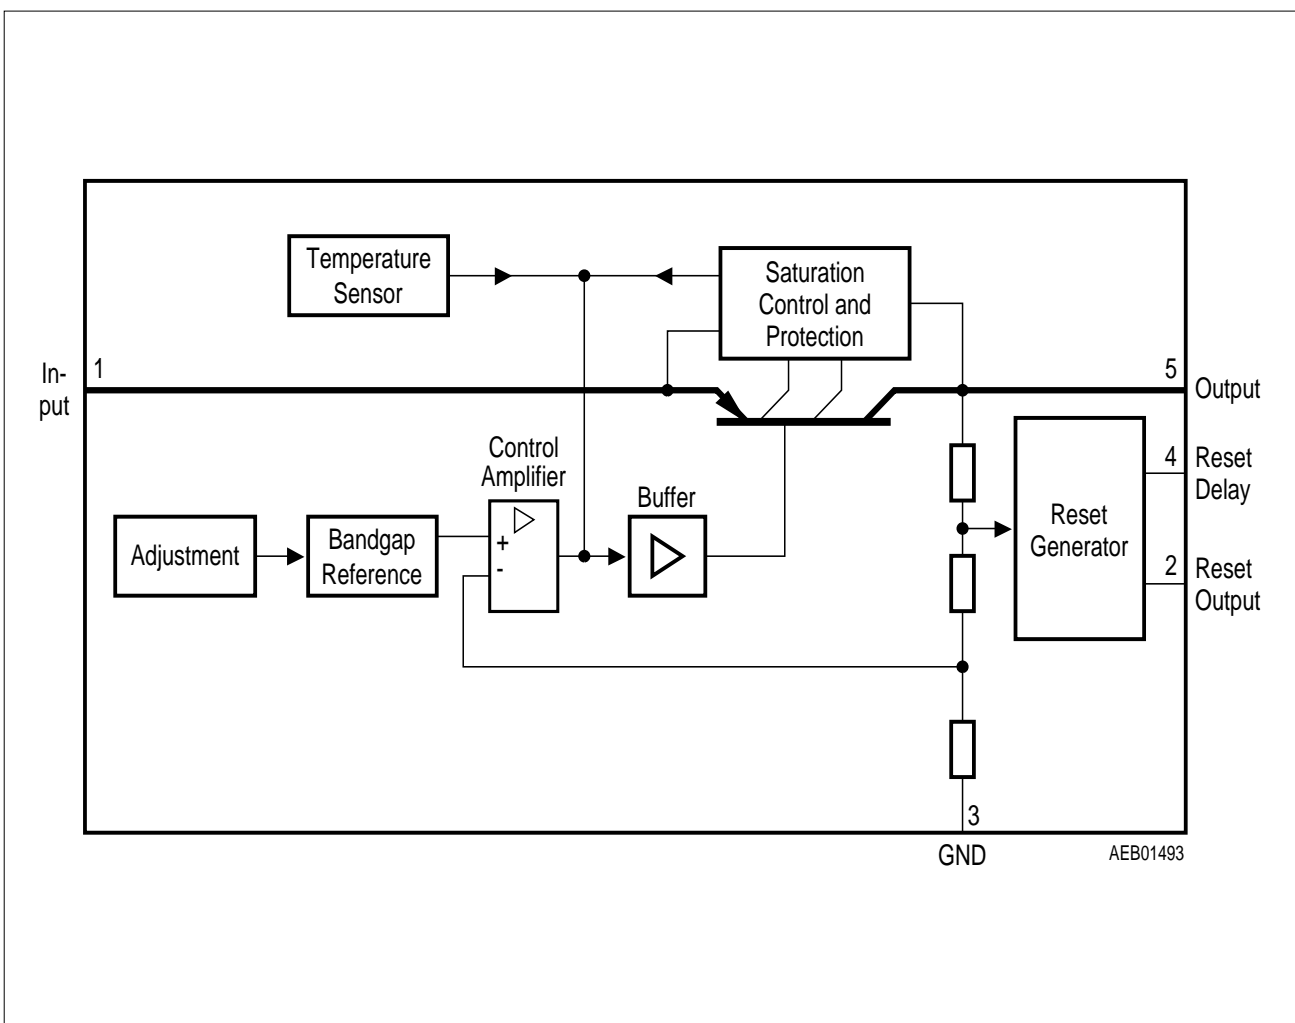 Temperature
Sensor
Saturation
Control and
Protection
1
In-
put
5
Output
Control
Amplifier
Buffer
4
Reset
Delay
Adjustment
Bandgap
Reference
+
-
Reset
Generator
2
Reset
Output
3
GND
AEB01493